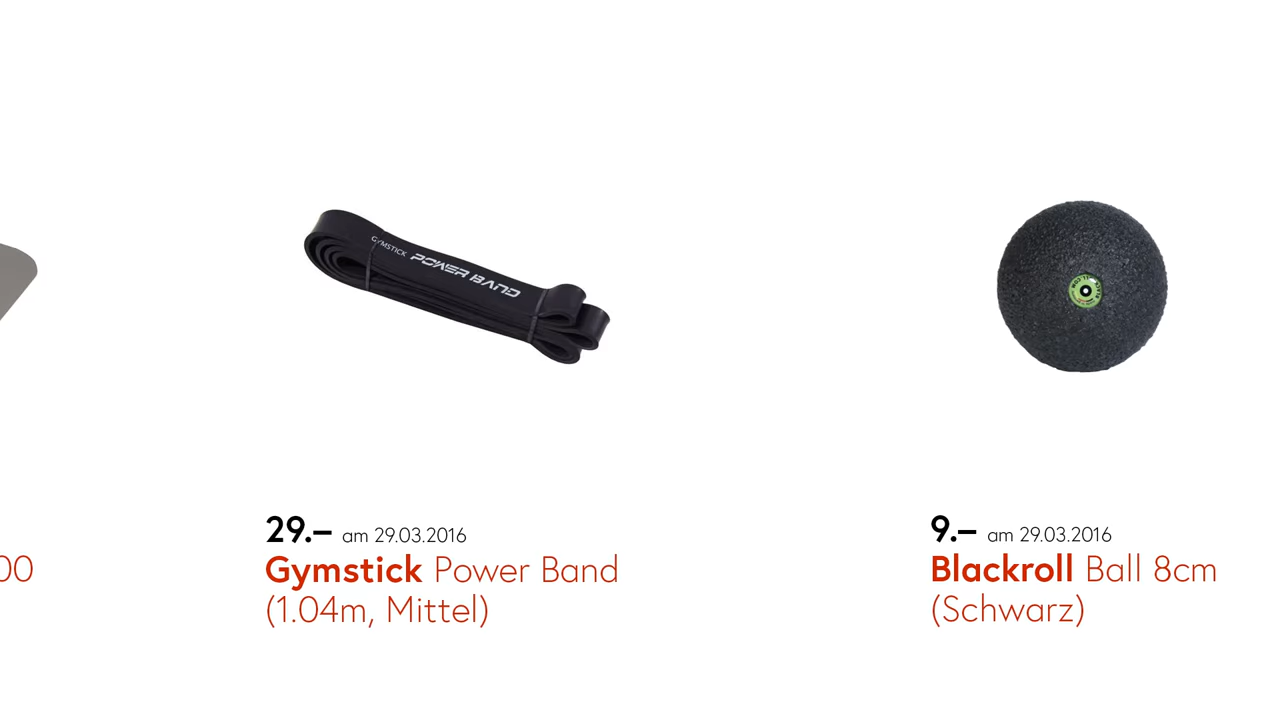 GYMSTICK POWER BAND
29.– am 29.03.2016
Gymstick Power Band
(1.04m, Mittel)
9.– am 29.03.2016
Blackroll Ball 8cm
(Schwarz)
00